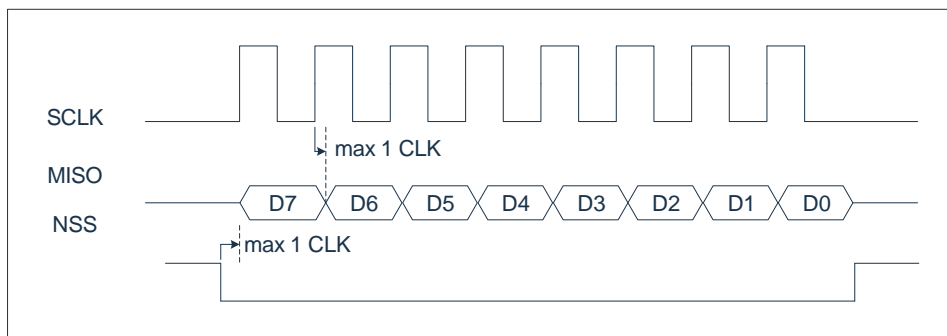 SCLK
max 1 CLK
MISO
D7 D6 D5 D4 D3 D2 D1 D0
NSS
max 1 CLK